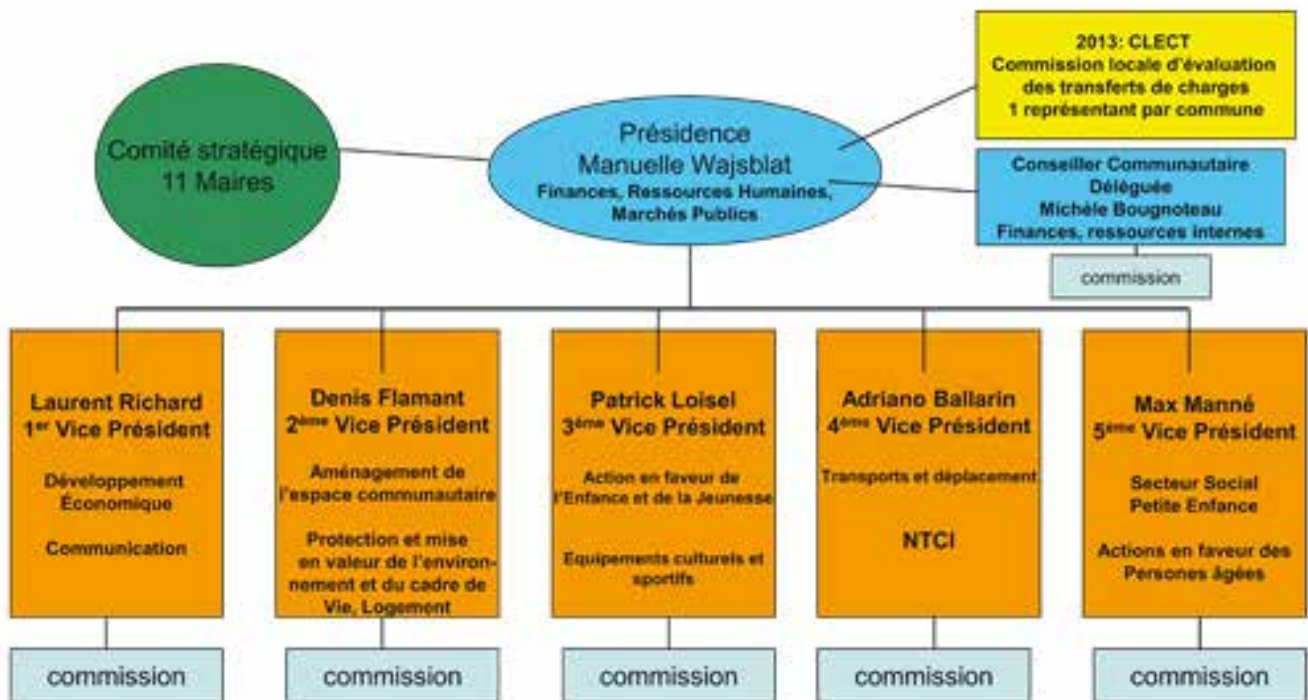 Comité stratégique
11 Maires
Présidence
Manuelle Wajsblat
Finances, Ressources Humaines,
Marchés Publics
2013: CLECT
Commission locale d'évaluation
des transferts de charges
1 représentant par commune
Conseiller Communautaire
Déléguée
Michèle Bougnoteau
Finances, ressources internes
commission
Laurent Richard
1er Vice Président
Développement
Économique
Communication
commission
Denis Flamant
2ème Vice Président
Aménagement de
l'espace communautaire
Protection et mise
en valeur de l'environ-
nement et du cadre de
Vie, Logement
commission
Patrick Loisel
3ème Vice Président
Action en faveur de
l'Enfance et de la Jeunesse
Equipements culturels et
sportifs
commission
Adriano Ballarin
4ème Vice Président
Transports et déplacement
NTCI
commission
Max Manné
5ème Vice Président
Secteur Social
Petite Enfance
Actions en faveur des
Persones âgées
commission